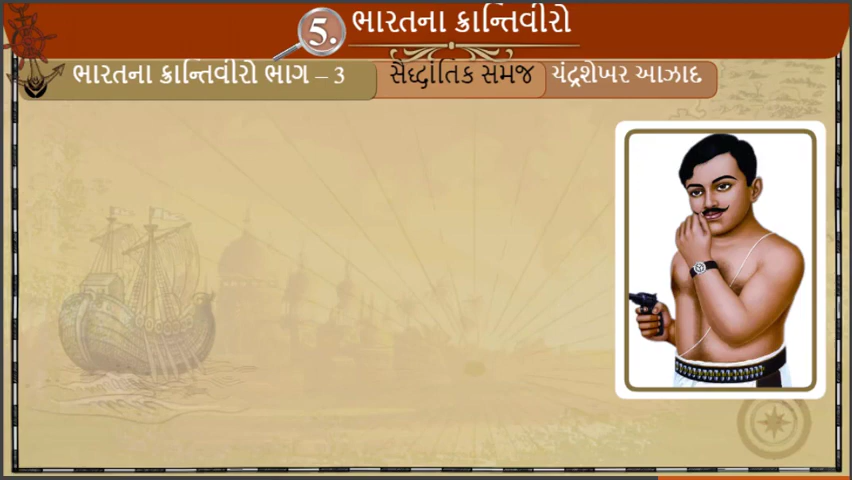 5. ભારતના ક્રાન્તિવીરો
ભારતના ક્રાન્તિવીરો ભાગ – 3 સૈદ્ધાંતિક સમજ ચંદ્રશેખર આઝાદ